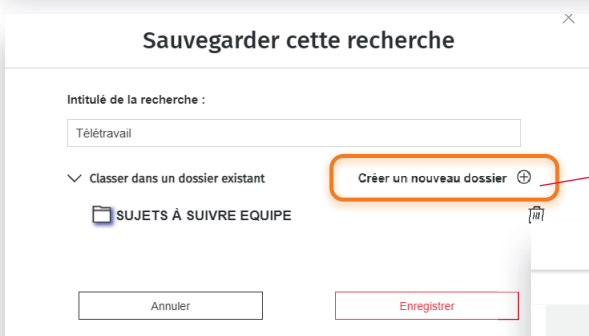 Sauvegarder cette recherche
Intitulé de la recherche :
Télétravail
Classer dans un dossier existant
Créer un nouveau dossier
SUJETS À SUIVRE EQUIPE
Annuler
Enregistrer